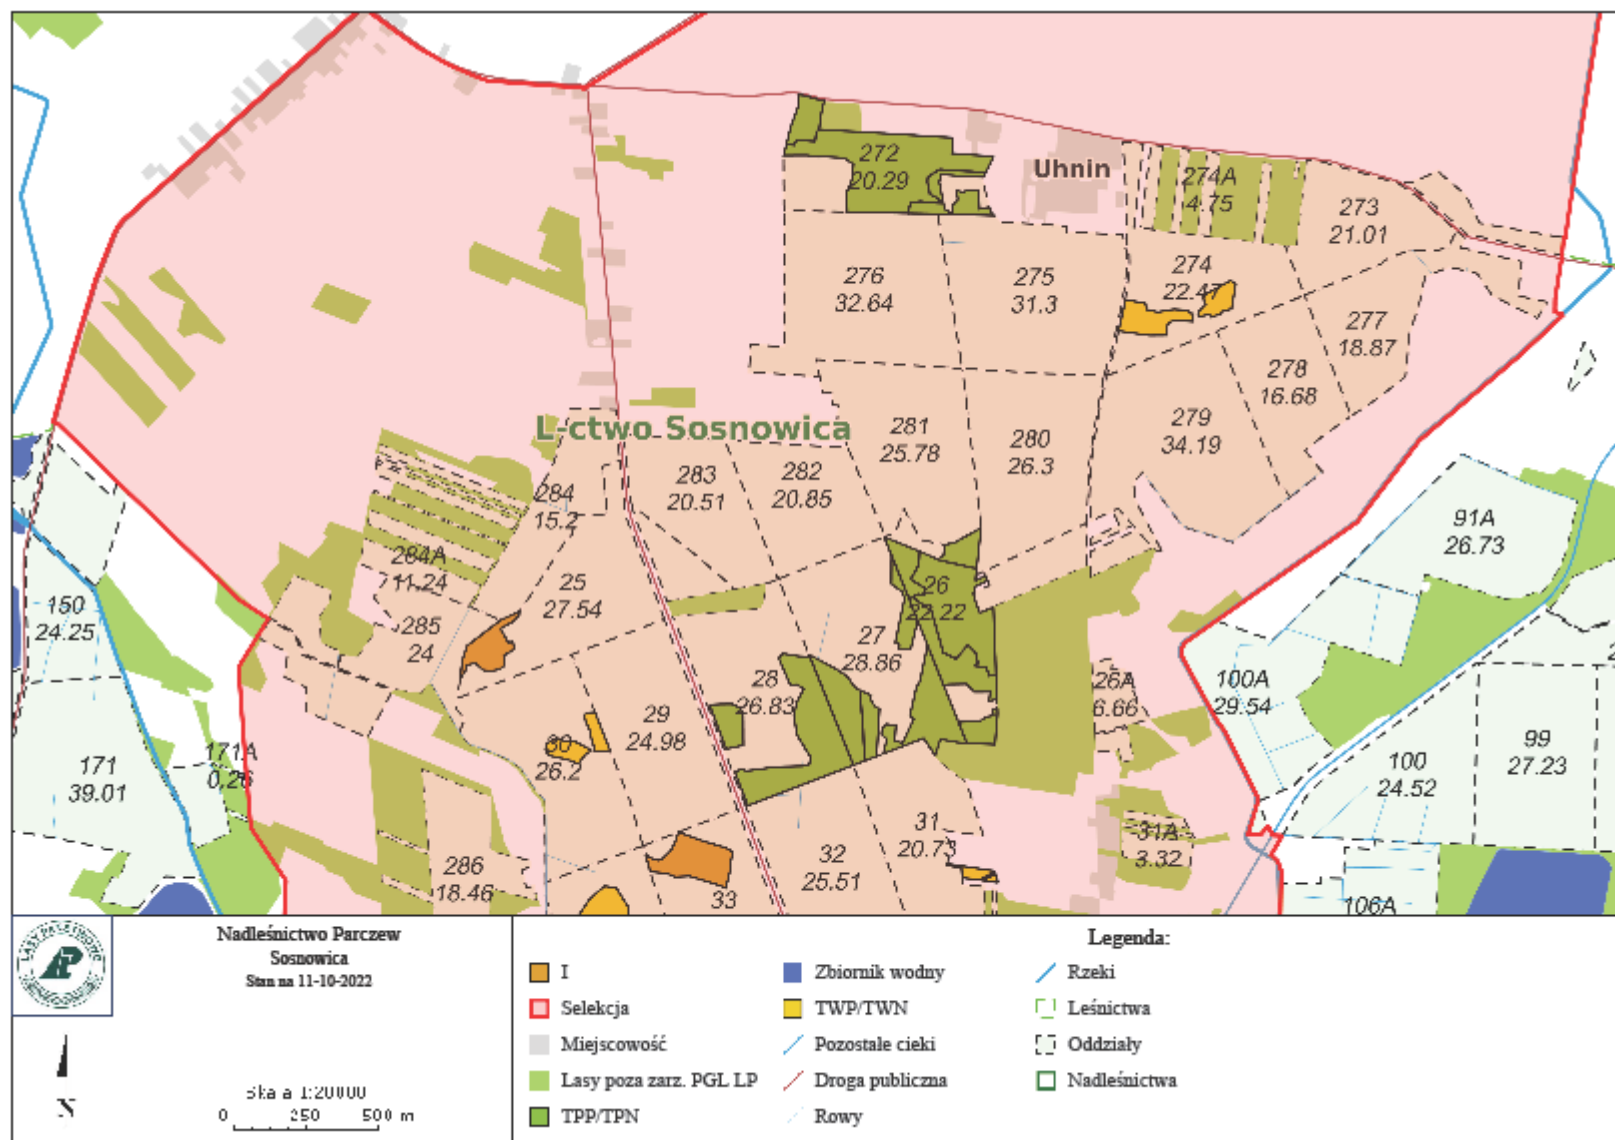 272
20.29
Uhnin
274A
4.75
273
21.01
276
32.64
275
31.3
274
22.47
277
18.87
278
16.68
L-ctwo Sosnowica
281
25.78
280
26.3
279
34.19
283
20.51
282
20.85
284
15.2
91A
26.73
284A
11.24
25
27.54
26
22.22
150
24.25
285
24
27
28.86
28
26.83
26A
6.66
100A
29.54
29
24.98
30
26.2
171
39.01
171A
0.26
100
24.52
99
27.23
31
20.73
31A
3.32
32
25.51
286
18.46
33
106A
LASY PAŃSTWOWE
Nadleśnictwo Parczew
Sosnowica
Stan na 11-10-2022
N
Skala 1:20000
0 250 500 m
Legenda:
I
Selekcja
Miejscowość
Lasy poza zarz. PGL LP
TPP/TPN
Zbiornik wodny
TWP/TWN
Pozostałe cieki
Droga publiczna
Rowy
Rzeki
Leśnictwa
Oddziały
Nadleśnictwa